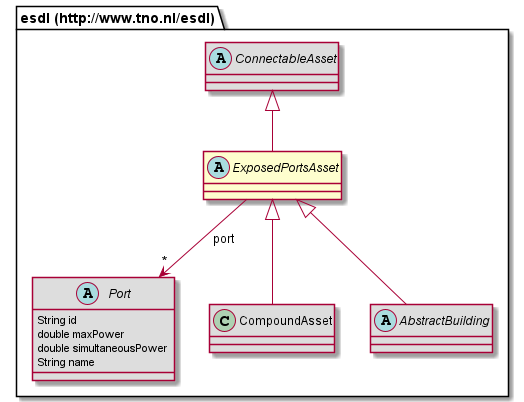 esdl (http://www.tno.nl/esdl)
A ConnectableAsset
A ExposedPortsAsset
port
*
A Port
String id
double maxPower
double simultaneousPower
String name
C CompoundAsset
A AbstractBuilding